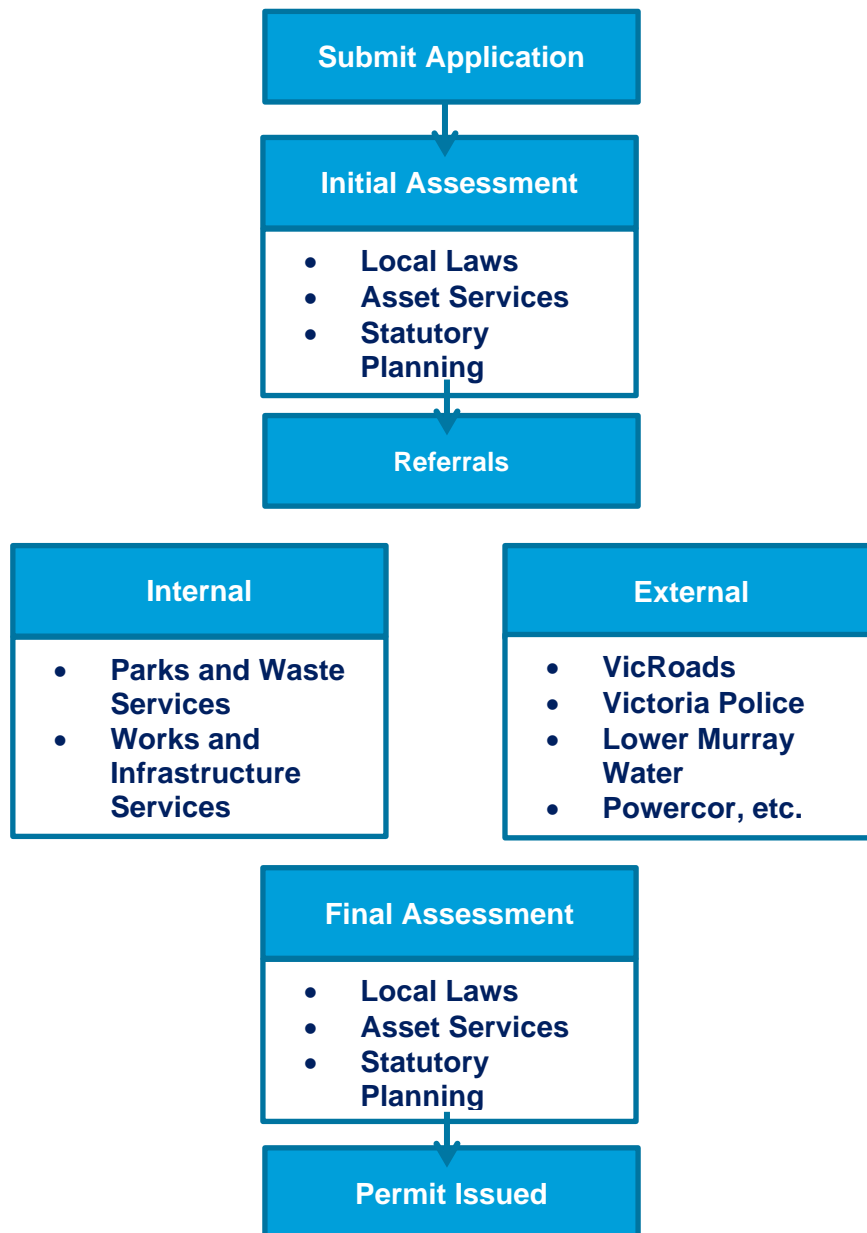 Submit Application
Initial Assessment
• Local Laws
• Asset Services
• Statutory
Planning
Referrals
Internal
• Parks and Waste
Services
• Works and
Infrastructure
Services
External
• VicRoads
• Victoria Police
• Lower Murray
Water
• Powercor, etc.
Final Assessment
• Local Laws
• Asset Services
• Statutory
Planning
Permit Issued